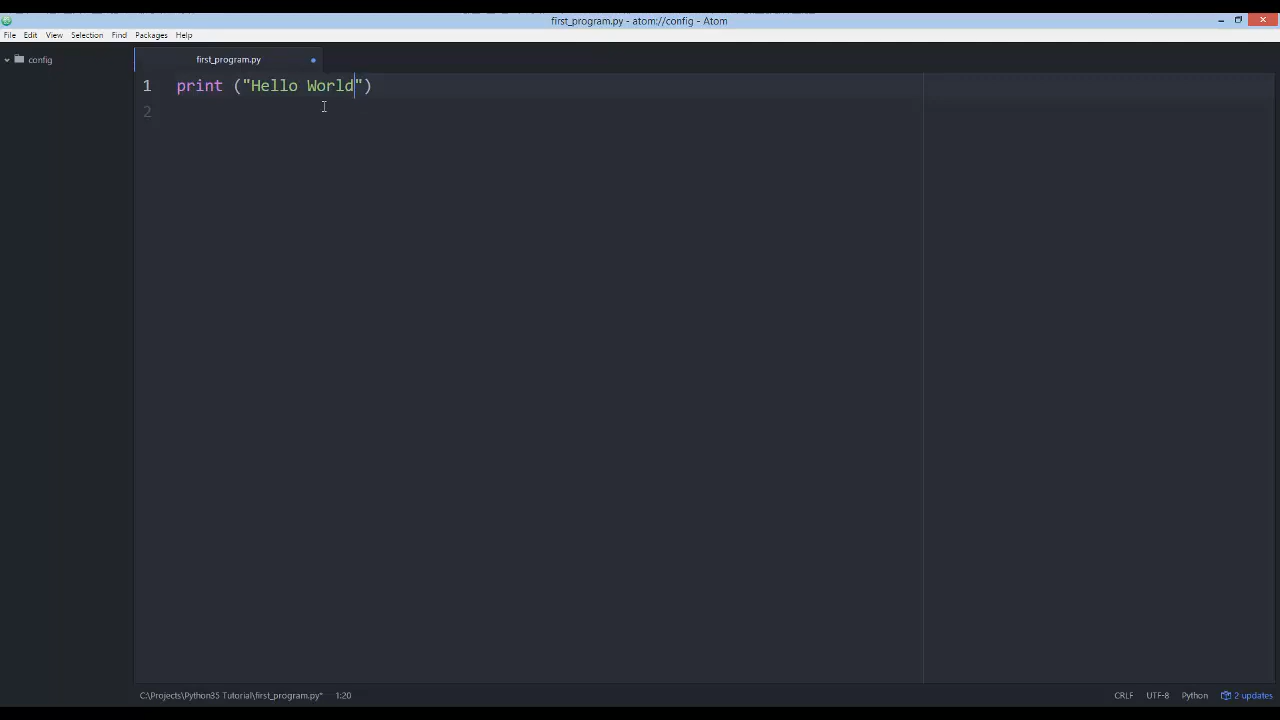 first_program.py - atom://config - Atom
File Edit View Selection Find Packages Help
config
first_program.py
1 print ("Hello World")
2
C:\Projects\Python35 Tutorial\first_program.py* 1:20 CRLF UTF-8 Python 2 updates